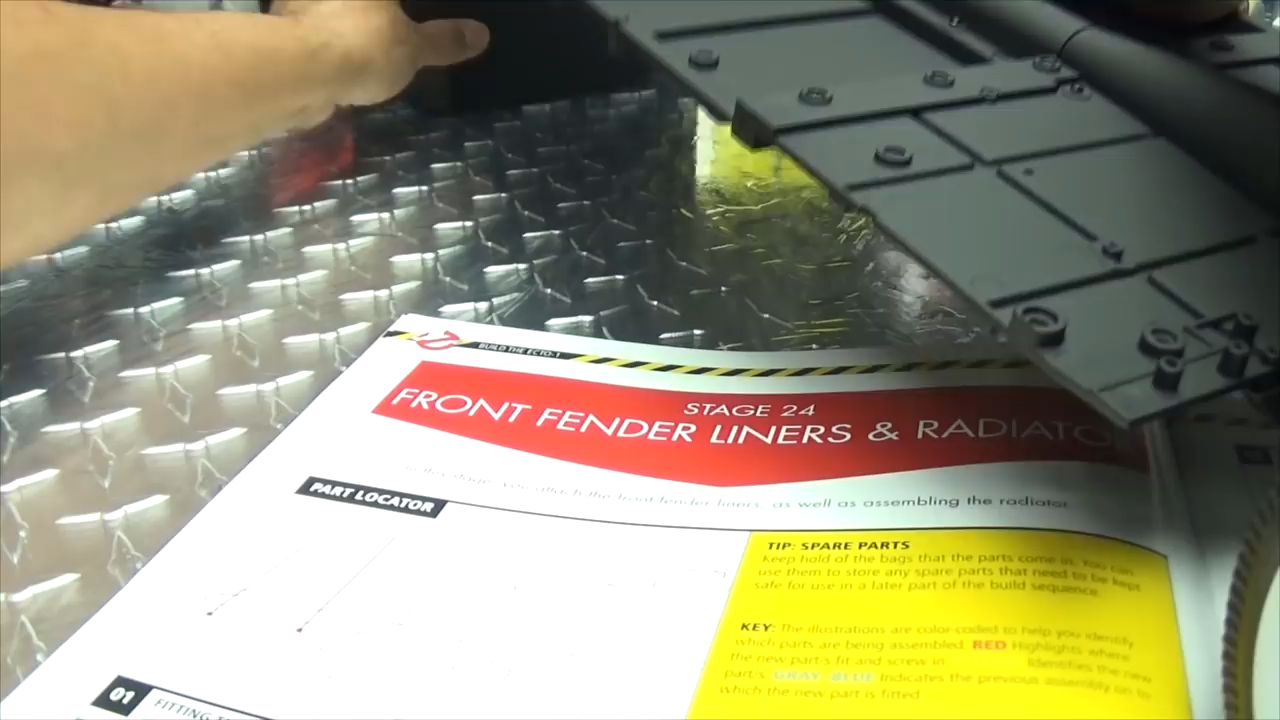 BUILD THE ECTO-1
STAGE 24
FRONT FENDER LINERS & RADIATO
In this stage, you attach the front fender liners, as well as assembling the radiator.
PART LOCATOR
TIP: SPARE PARTS
Keep hold of the bags that the parts come in. You can
use them to store any spare parts that need to be kept
safe for use in a later part of the build sequence.
KEY: The illustrations are color-coded to help you identify
which parts are being assembled. RED Highlights where
the new part/s fit and screw in. Identifies the new
part/s. GRAY BLUE Indicates the previous assembly on to
which the new part is fitted.
01
FITTING